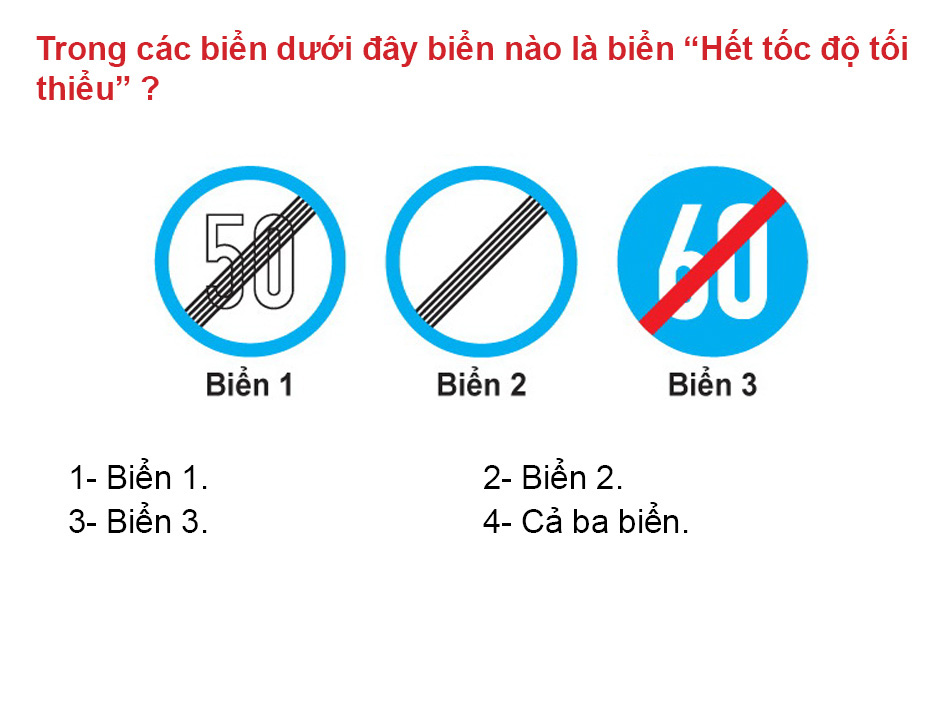 Trong các biển dưới đây biển nào là biển “Hết tốc độ tối
thiểu” ?
50
60
Biển 1
Biển 2
Biển 3
1- Biển 1.
2- Biển 2.
3- Biển 3.
4- Cả ba biển.